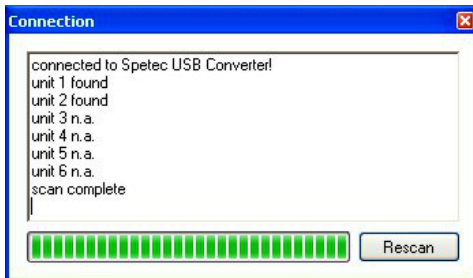 Connection
connected to Spetec USB Converter!
unit 1 found
unit 2 found
unit 3 n.a.
unit 4 n.a.
unit 5 n.a.
unit 6 n.a.
scan complete
Rescan